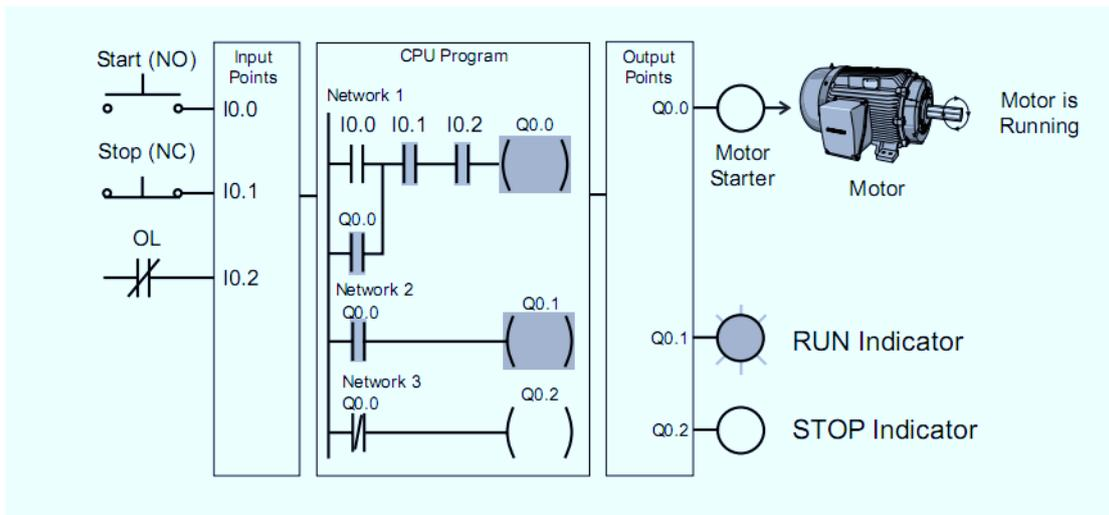 Start (NO)
Input
Points
I0.0
Stop (NC)
I0.1
OL
I0.2
CPU Program
Network 1
I0.0 I0.1 I0.2 Q0.0
Q0.0
Network 2
Q0.0 Q0.1
Network 3
Q0.0 Q0.2
Output
Points
Q0.0
Motor
Starter
Motor
Motor is
Running
Q0.1 RUN Indicator
Q0.2 STOP Indicator